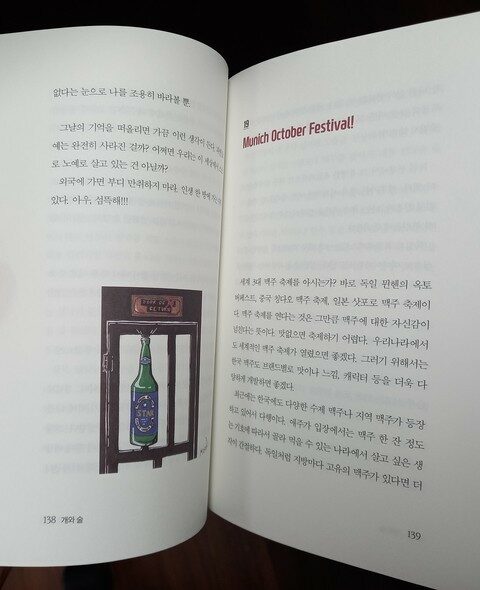 없다는 눈으로 나를 조용히 바라볼 뿐.
그날의 기억을 떠올리면 가끔 이런 생각이 든다.
예는 완전히 사라진 걸까? 어쩌면 우리는 이 세상에서
로 노예로 살고 있는 건 아닐까?
외국에 가면 부디 만취하지 마라. 인생 한 방에
있다. 아우, 섬뜩해!!!
STAR
138 개와 술
19
Munich October Festival!
세계 3대 맥주 축제를 아시는가? 바로 독일 뮌헨의 옥토
버페스트, 중국 칭다오 맥주 축제, 일본 삿포로 맥주 축제이
다. 맥주 축제를 연다는 것은 그만큼 맥주에 대한 자신감이
넘친다는 뜻이다. 맛없으면 축제하기 어렵다. 우리나라에서
도 세계적인 맥주 축제가 열렸으면 좋겠다. 그러기 위해서는
한국 맥주도 브랜드별로 맛이나 느낌, 캐릭터 등을 더욱 다
양하게 개발하면 좋겠다.
최근에는 한국에도 다양한 수제 맥주나 지역 맥주가 등장
하고 있어서 다행이다. 애주가 입장에서는 맥주 한 잔 정도
는 기호에 따라서 골라 먹을 수 있는 나라에서 살고 싶은 생
각이 간절하다. 독일처럼 지방마다 고유의 맥주가 있다면 더
139